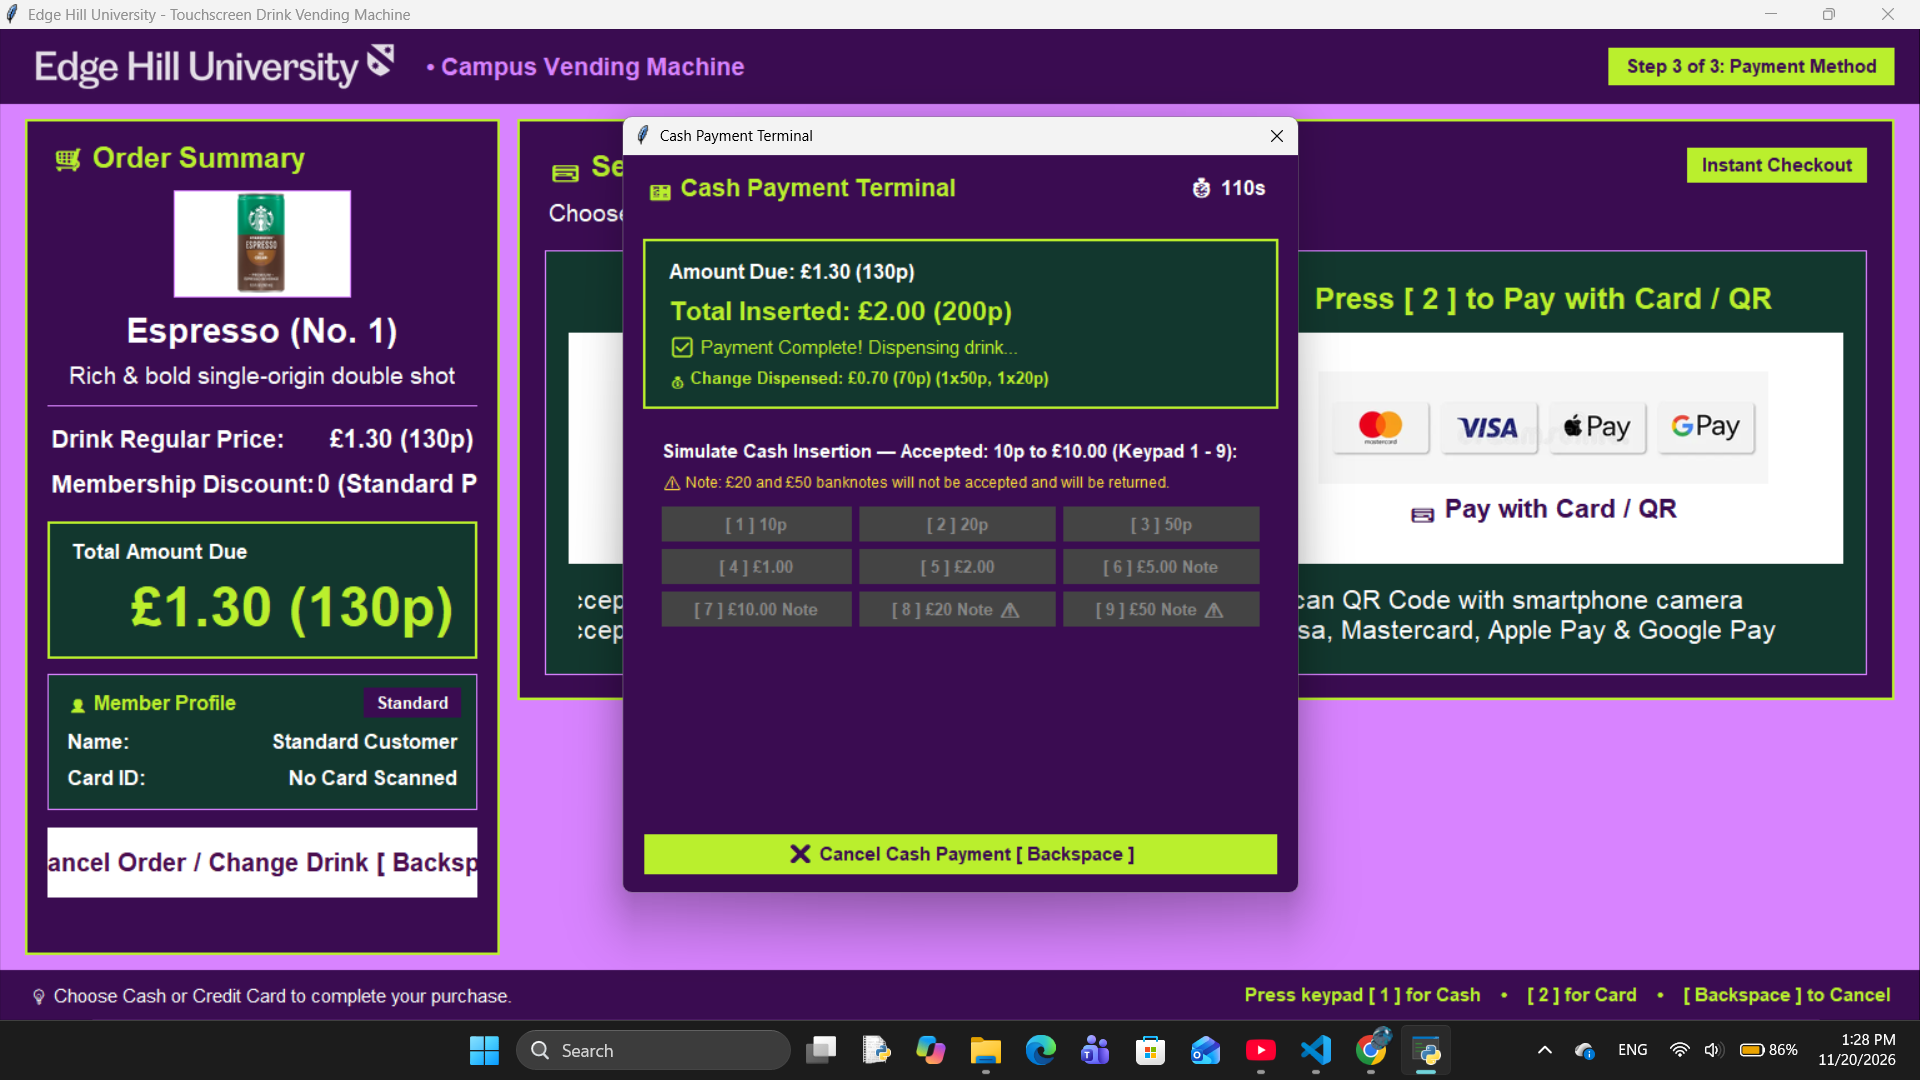 Edge Hill University - Touchscreen Drink Vending Machine
Edge Hill University
• Campus Vending Machine
Step 3 of 3: Payment Method
Order Summary
ESPRESSO
Espresso (No. 1)
Rich & bold single-origin double shot
Drink Regular Price: £1.30 (130p)
Membership Discount:0 (Standard P
Total Amount Due
£1.30 (130p)
Member Profile Standard
Name: Standard Customer
Card ID: No Card Scanned
ancel Order / Change Drink [ Backsp
Se
Choose
Instant Checkout
Cash Payment Terminal
Cash Payment Terminal
110s
Amount Due: £1.30 (130p)
Total Inserted: £2.00 (200p)
Payment Complete! Dispensing drink...
Change Dispensed: £0.70 (70p) (1x50p, 1x20p)
Simulate Cash Insertion — Accepted: 10p to £10.00 (Keypad 1 - 9):
Note: £20 and £50 banknotes will not be accepted and will be returned.
[ 1 ] 10p
[ 2 ] 20p
[ 3 ] 50p
[ 4 ] £1.00
[ 5 ] £2.00
[ 6 ] £5.00 Note
[ 7 ] £10.00 Note
[ 8 ] £20 Note
[ 9 ] £50 Note
Cancel Cash Payment [ Backspace ]
Press [ 2 ] to Pay with Card / QR
mastercard
VISA
Pay
G Pay
Pay with Card / QR
ccep
ccep
can QR Code with smartphone camera
sa, Mastercard, Apple Pay & Google Pay
Choose Cash or Credit Card to complete your purchase.
Press keypad [ 1 ] for Cash • [ 2 ] for Card • [ Backspace ] to Cancel
Search
ENG
86%
1:28 PM
11/20/2026